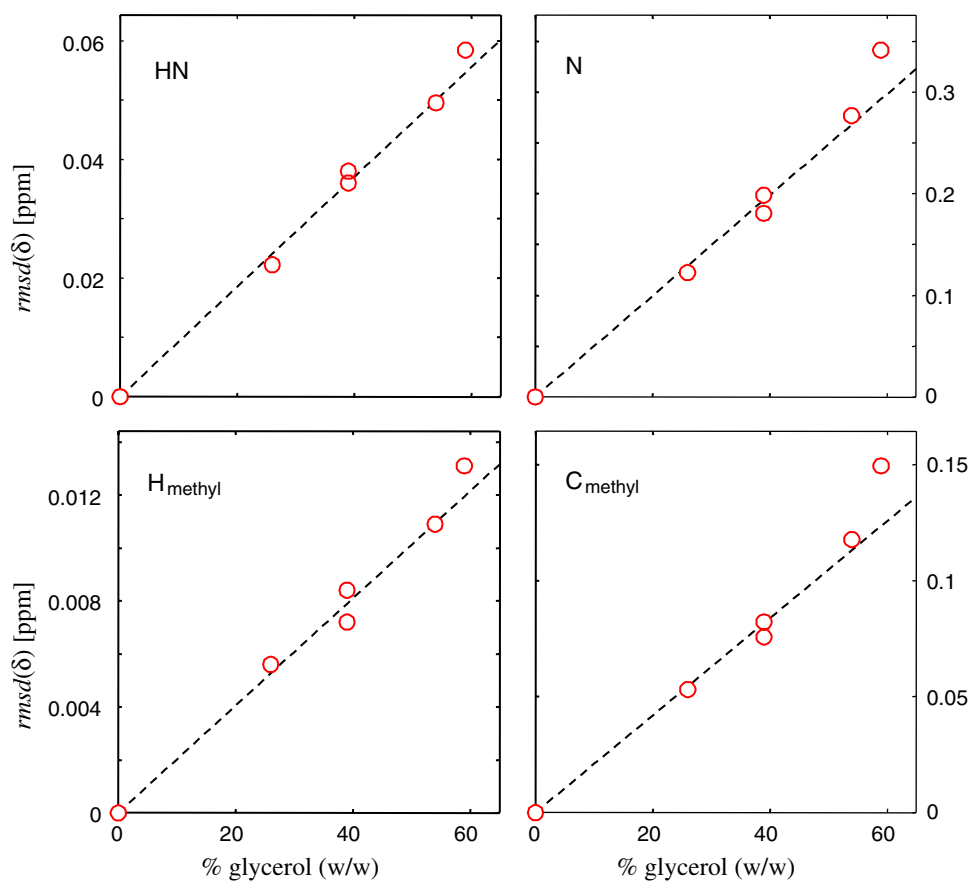 HN
N
0.06
0.04
0.02
0
rmsd(δ) [ppm]
0.3
0.2
0.1
0
H methyl
C methyl
0.012
0.008
0.004
0
rmsd(δ) [ppm]
0.15
0.1
0.05
0
0 20 40 60
0 20 40 60
% glycerol (w/w)
% glycerol (w/w)